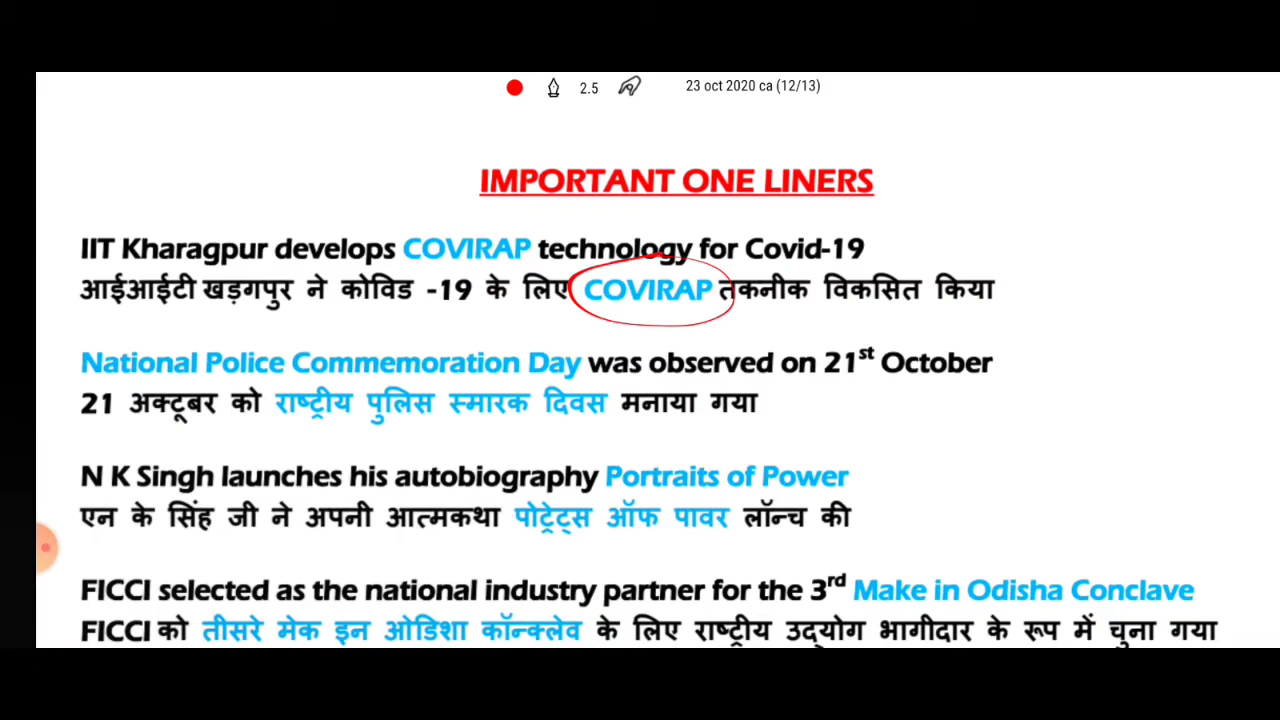 2.5 23 oct 2020 ca (12/13)
IMPORTANT ONE LINERS
IIT Kharagpur develops COVIRAP technology for Covid-19
आईआईटी खड़गपुर ने कोविड -19 के लिए COVIRAP तकनीक विकसित किया
National Police Commemoration Day was observed on 21st October
21 अक्टूबर को राष्ट्रीय पुलिस स्मारक दिवस मनाया गया
N K Singh launches his autobiography Portraits of Power
एन के सिंह जी ने अपनी आत्मकथा पोट्रेट्स ऑफ पावर लॉन्च की
FICCI selected as the national industry partner for the 3rd Make in Odisha Conclave
FICCI को तीसरे मेक इन ओडिशा कॉन्क्लेव के लिए राष्ट्रीय उद्योग भागीदार के रूप में चुना गया